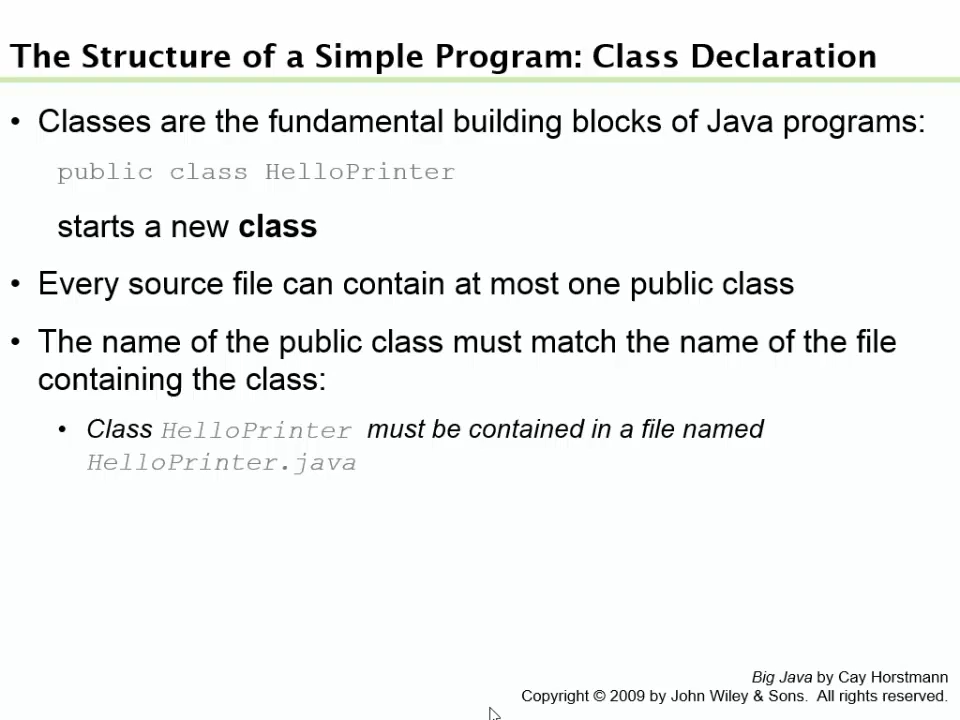 The Structure of a Simple Program: Class Declaration
• Classes are the fundamental building blocks of Java programs:
public class HelloPrinter
starts a new class
• Every source file can contain at most one public class
• The name of the public class must match the name of the file
containing the class:
• Class HelloPrinter must be contained in a file named
HelloPrinter.java
Big Java by Cay Horstmann
Copyright © 2009 by John Wiley & Sons. All rights reserved.